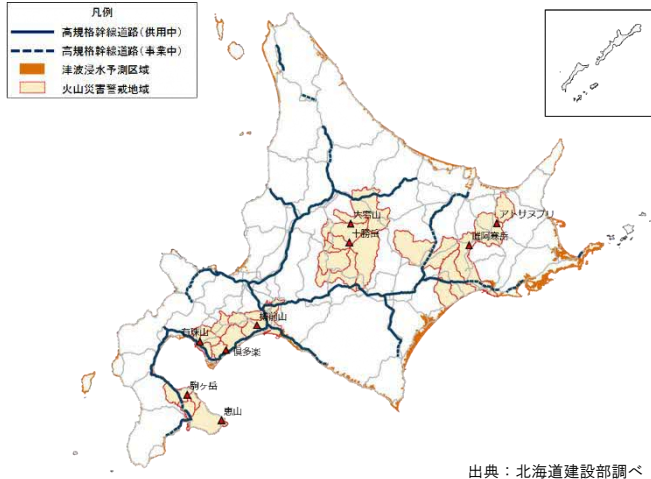 凡例
高規格幹線道路(供用中)
高規格幹線道路(事業中)
津波浸水予測区域
火山災害警戒地域
大雪山
十勝岳
アトサヌプリ
雌阿寒岳
樽前山
有珠山
倶多楽
駒ヶ岳
恵山
出典：北海道建設部調べ